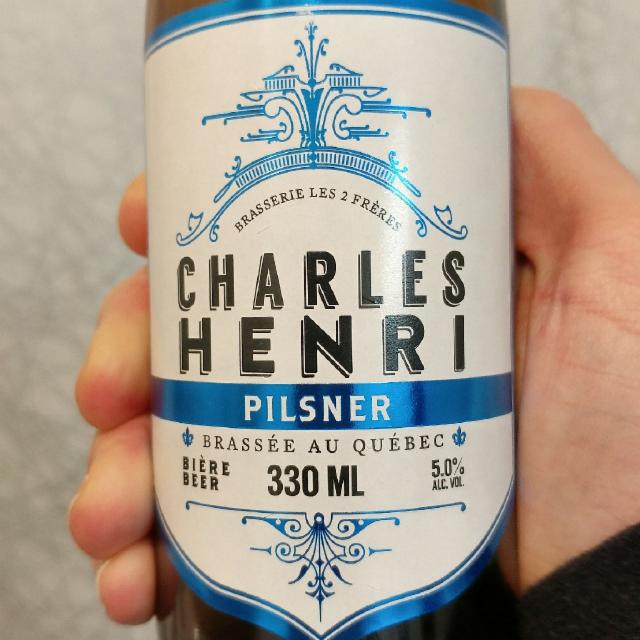 BRASSERIE LES 2 FRÈRES
CHARLES
HENRI
PILSNER
BRASSÉE AU QUÉBEC
BIÈRE
BEER
330 ML
5.0%
ALC. VOL.